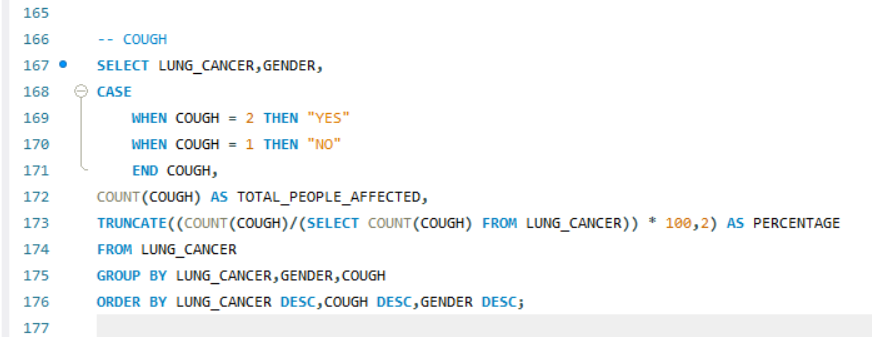 165
166 -- COUGH
167 SELECT LUNG_CANCER,GENDER,
168 CASE
169 WHEN COUGH = 2 THEN "YES"
170 WHEN COUGH = 1 THEN "NO"
171 END COUGH,
172 COUNT(COUGH) AS TOTAL_PEOPLE_AFFECTED,
173 TRUNCATE((COUNT(COUGH)/(SELECT COUNT(COUGH) FROM LUNG_CANCER)) * 100,2) AS PERCENTAGE
174 FROM LUNG_CANCER
175 GROUP BY LUNG_CANCER,GENDER,COUGH
176 ORDER BY LUNG_CANCER DESC,COUGH DESC,GENDER DESC;
177